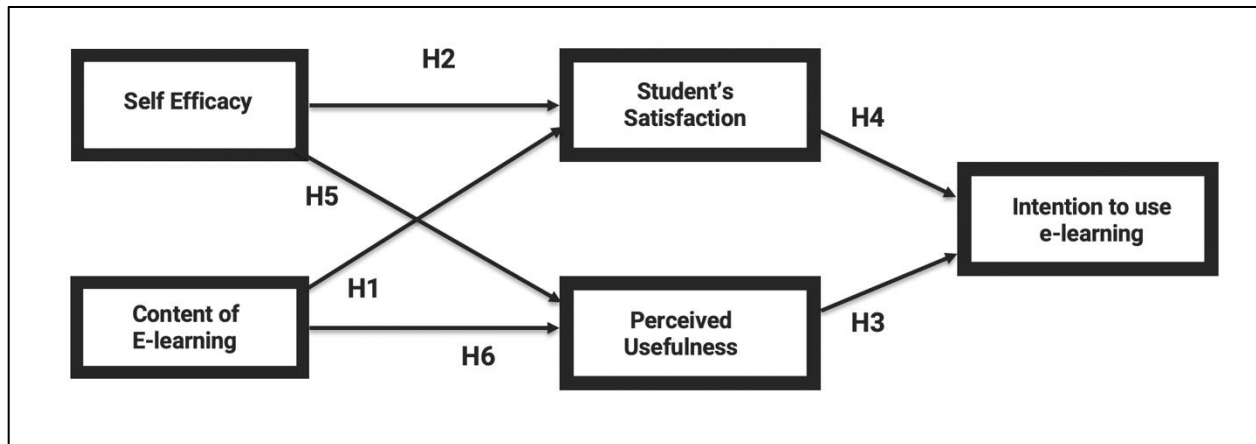 H2
Self Efficacy
Student’s
Satisfaction
H4
H5
Intention to use
e-learning
H1
Content of
E-learning
Perceived
Usefulness
H3
H6